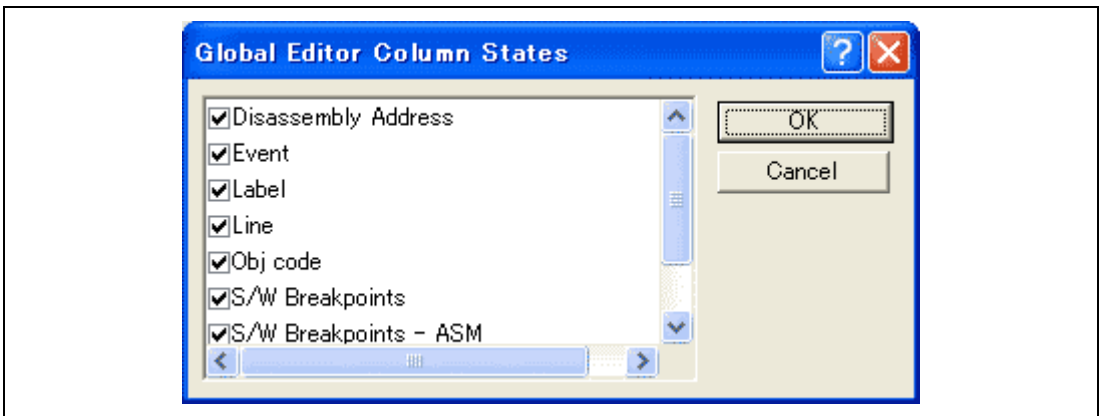 Global Editor Column States
Disassembly Address
Event
Label
Line
Obj code
S/W Breakpoints
S/W Breakpoints - ASM
OK
Cancel